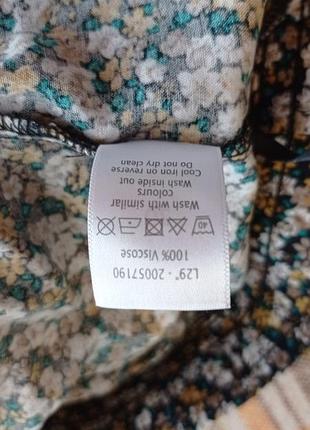 L29" - 20057190
100% Viscose
40
Wash with similar
colours
Wash inside out
Cool iron on reverse
Do not dry clean